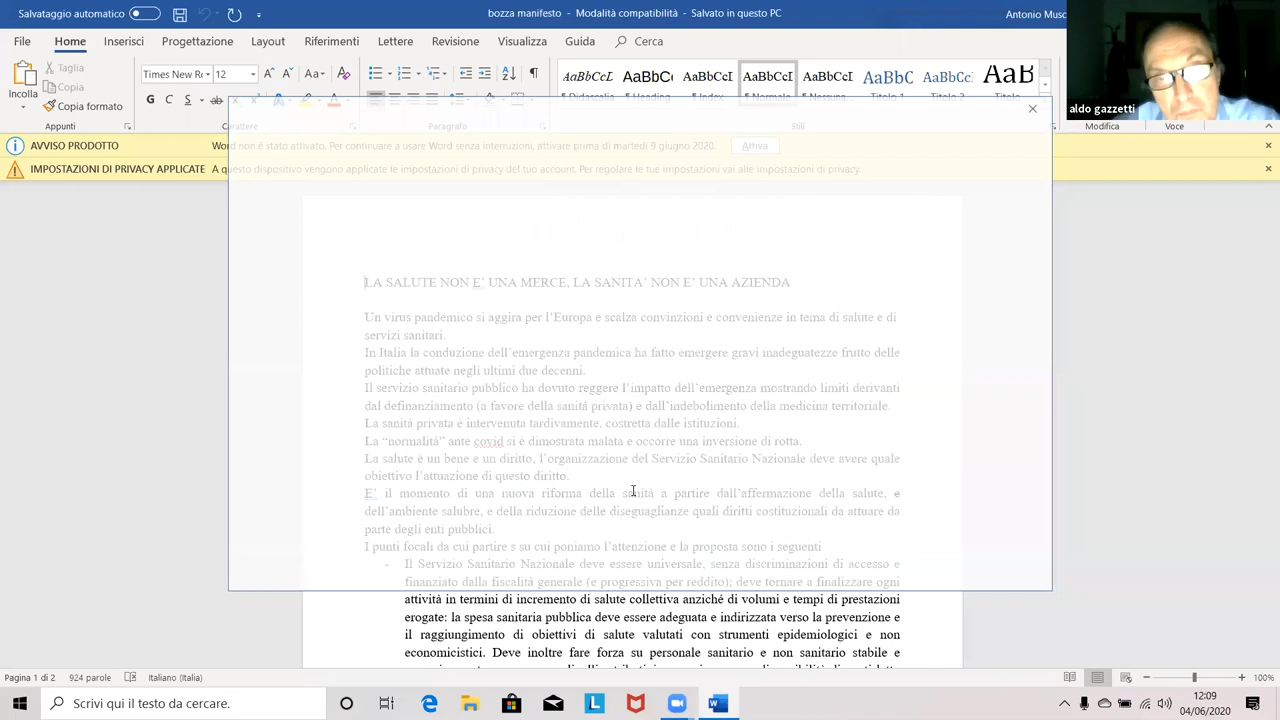 Salvataggio automatico
bozza - Modalità compatibilità - Salvato in questo PC
Antonio Musc
File Home Inserisci Progettazione Layout Riferimenti Lettere Revisione Visualizza Guida Cerca
Incolla
Taglia
Copia
Copia formato
Times New Ro 12
Aa
G C S ab
AaBbCcL AaBbC AaBbCcI AaBbCcI AaBbCcI AaBbC AaBbCcI AaB
¶ Didascalia ¶ Heading ¶ Index ¶ Normale ¶ Nessuna... Titolo 1 Titolo 2 Titolo
Appunti Carattere Paragrafo Stili Modifica Voce
aldo gazzetti
AVVISO PRODOTTO Word non è stato attivato. Per continuare a usare Word senza interruzioni, attivare prima di martedì 9 giugno 2020. Attiva
IMPOSTAZIONI DI PRIVACY APPLICATE A questo dispositivo vengono applicate le impostazioni di privacy del tuo account. Per regolare le tue impostazioni vai alle impostazioni di privacy.
LA SALUTE NON E' UNA MERCE, LA SANITA' NON E' UNA AZIENDA
Un virus pandemico si aggira per l'Europa e scalza convinzioni e convenienze in tema di salute e di
servizi sanitari.
In Italia la conduzione dell'emergenza pandemica ha fatto emergere gravi inadeguatezze frutto delle
politiche attuate negli ultimi due decenni.
Il servizio sanitario pubblico ha dovuto reggere l'impatto dell'emergenza mostrando limiti derivanti
dal definanziamento (a favore della sanità privata) e dall'indebolimento della medicina territoriale.
La sanità privata è intervenuta tardivamente, costretta dalle istituzioni.
La “normalità” ante covid si è dimostrata malata e occorre una inversione di rotta.
La salute è un bene e un diritto, l'organizzazione del Servizio Sanitario Nazionale deve avere quale
obiettivo l'attuazione di questo diritto.
E' il momento di una nuova riforma della sanità a partire dall'affermazione della salute, e
dell'ambiente salubre, e della riduzione delle diseguaglianze quali diritti costituzionali da attuare da
parte degli enti pubblici.
I punti focali da cui partire s su cui poniamo l'attenzione e la proposta sono i seguenti
- Il Servizio Sanitario Nazionale deve essere universale, senza discriminazioni di accesso e
finanziato dalla fiscalità generale (e progressiva per reddito); deve tornare a finalizzare ogni
attività in termini di incremento di salute collettiva anziché di volumi e tempi di prestazioni
erogate: la spesa sanitaria pubblica deve essere adeguata e indirizzata verso la prevenzione e
il raggiungimento di obiettivi di salute valutati con strumenti epidemiologici e non
economicistici. Deve inoltre fare forza su personale sanitario e non sanitario stabile e
Pagina 1 di 2 924 parole Italiano (Italia) 100%
Scrivi qui il testo da cercare.
12:09
04/06/2020